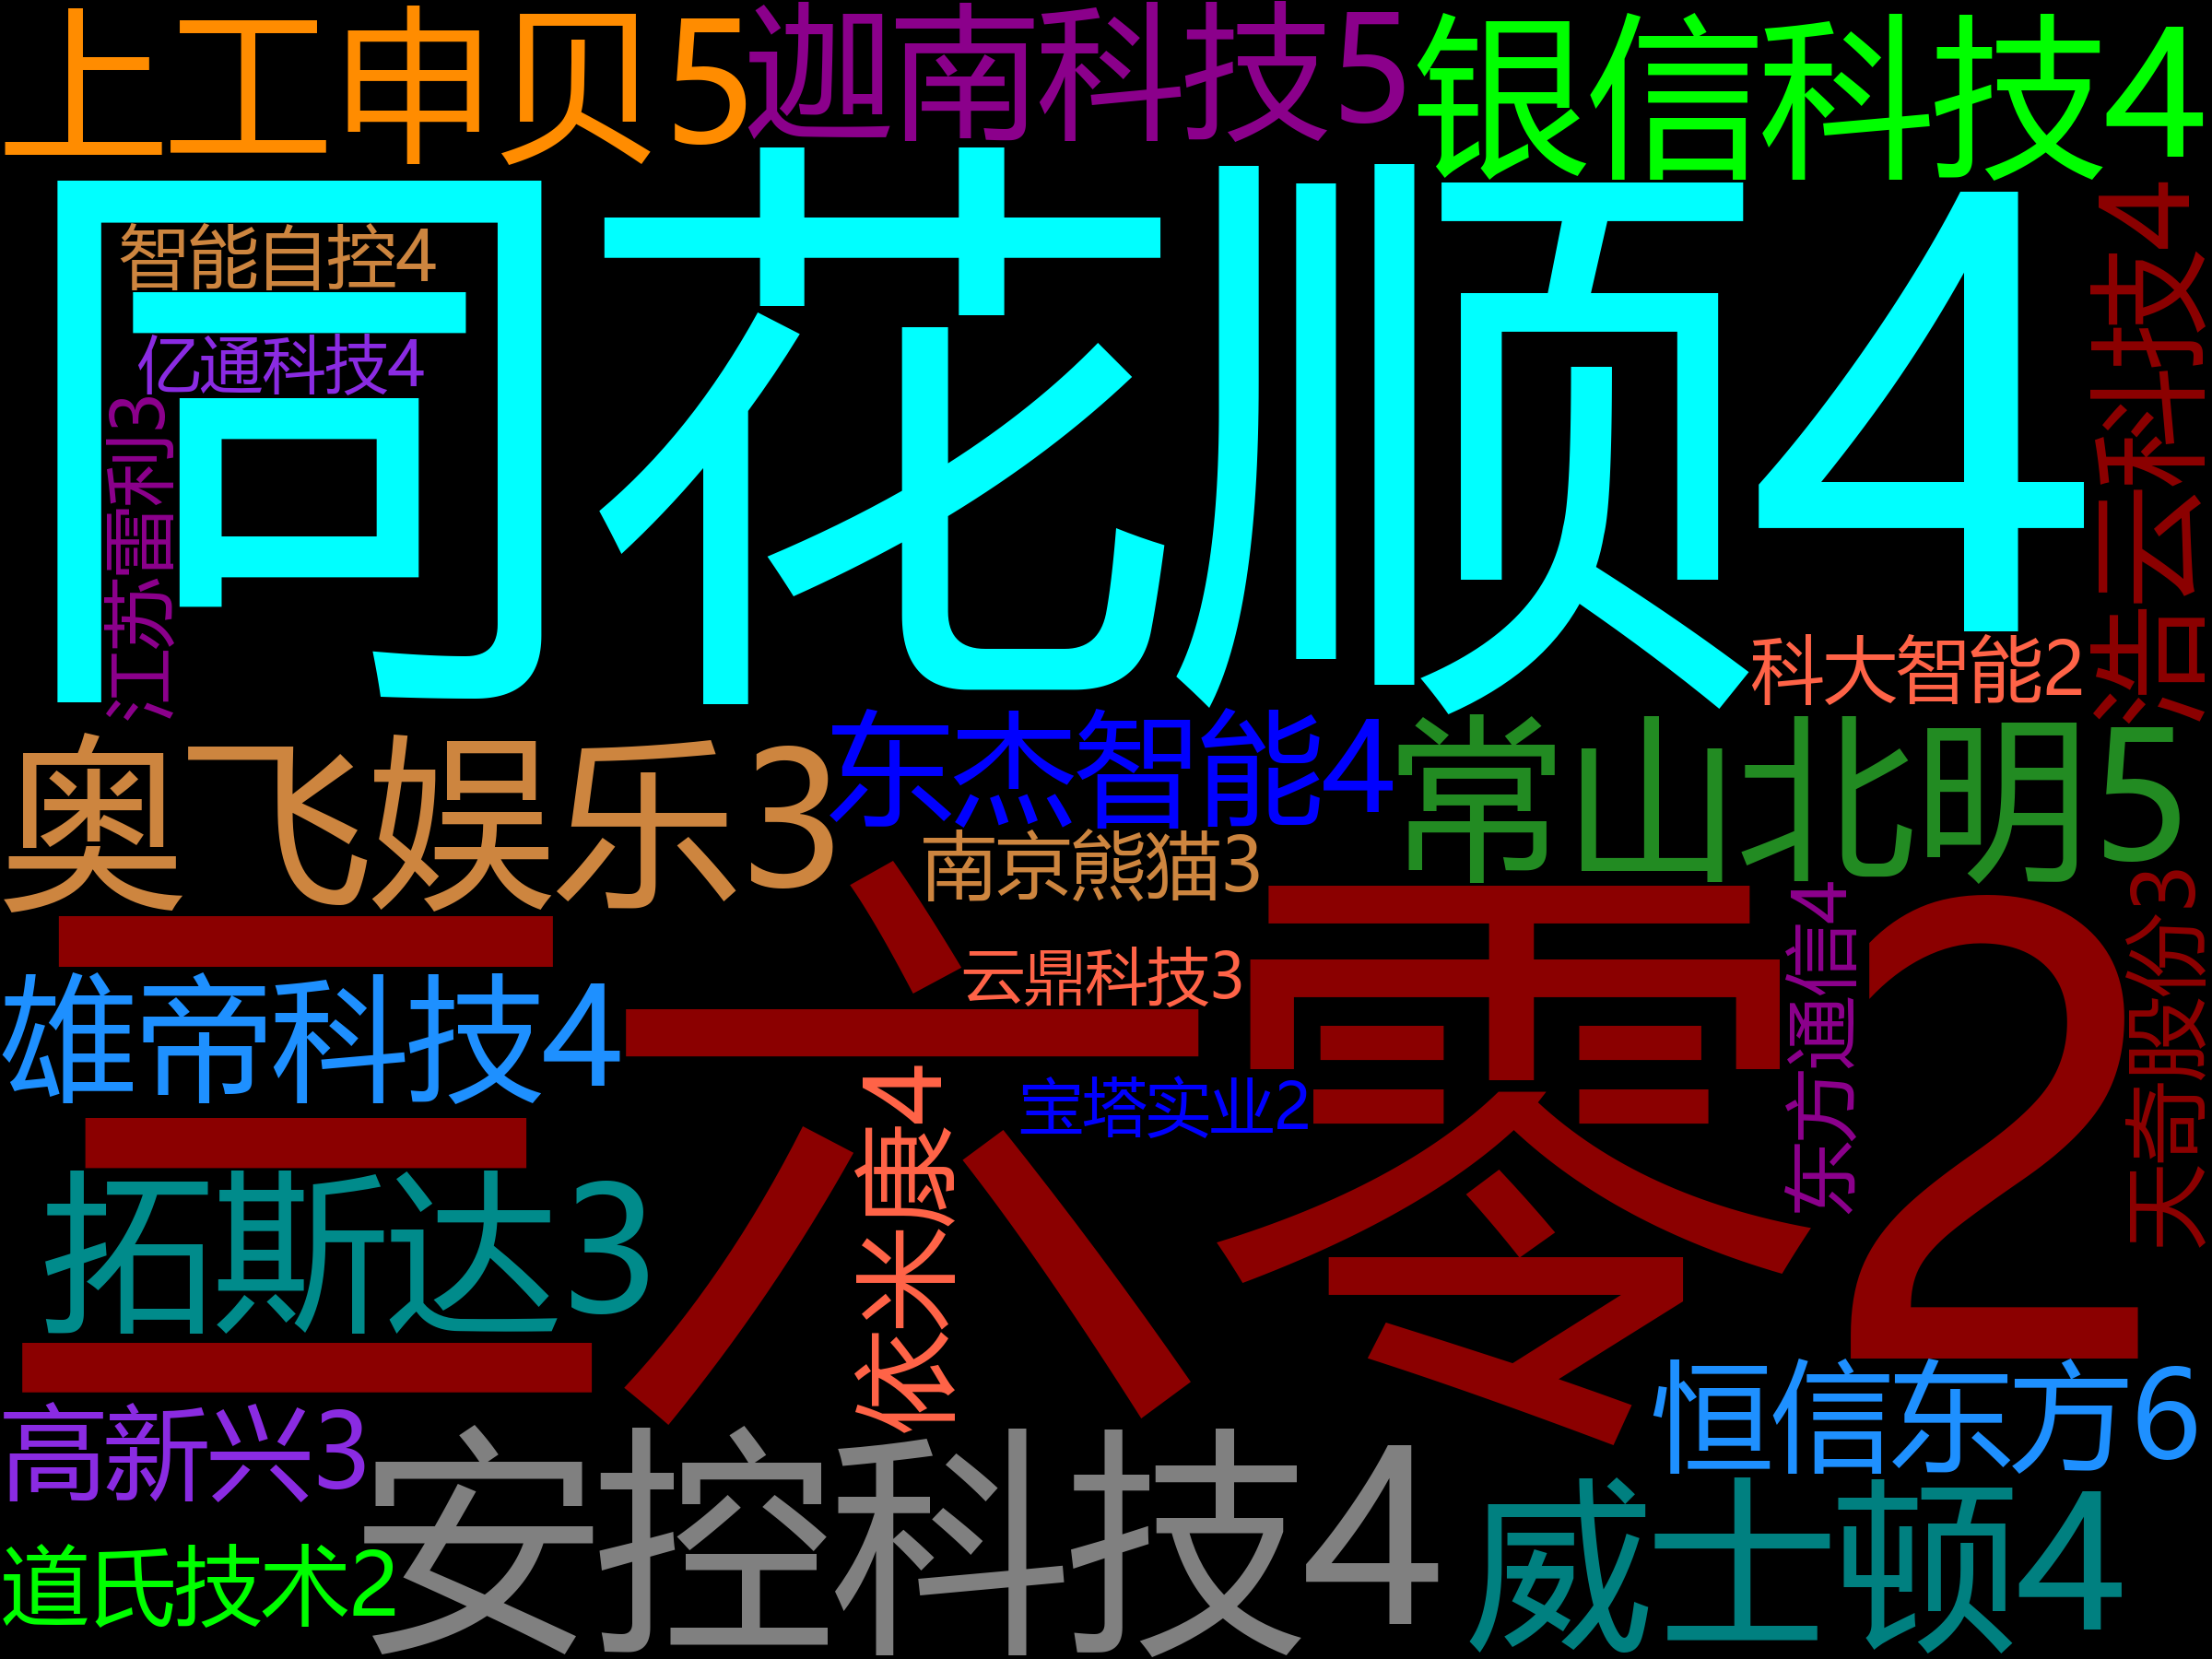 上工申贝5
迦南科技5
银信科技4
同花顺4
智能自控4
亿通科技4
江苏雷利3
浩云科技4
科大智能2
奥飞娱乐3
东杰智能4
常山北明5
南京熊猫3
三六零2
云鼎科技3
雄帝科技4
东方通信4
天奇股份3
宝塔实业2
依米康4
拓斯达3
恒信东方6
高新兴3
安控科技4
威士顿4
道氏技术2